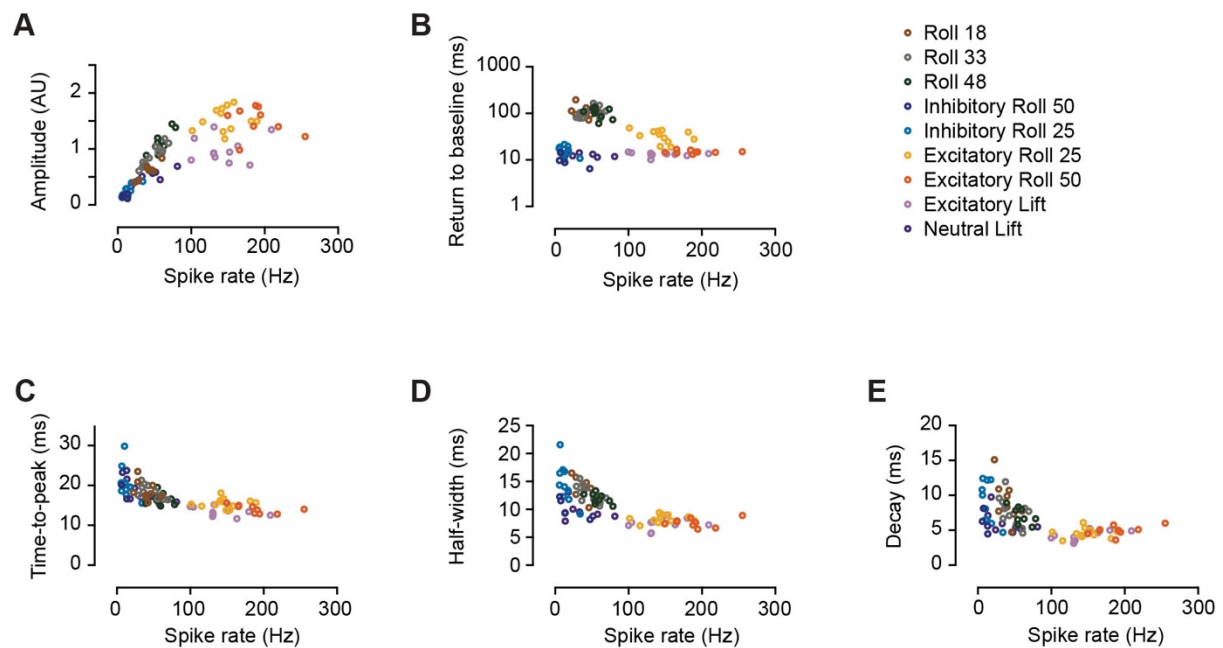 A
Amplitude (AU)
2
1
0
0 100 200 300
Spike rate (Hz)
B
Return to baseline (ms)
1000
100
10
1
0 100 200 300
Spike rate (Hz)
Roll 18
Roll 33
Roll 48
Inhibitory Roll 50
Inhibitory Roll 25
Excitatory Roll 25
Excitatory Roll 50
Excitatory Lift
Neutral Lift
C
Time-to-peak (ms)
30
20
10
0
0 100 200 300
Spike rate (Hz)
D
Half-width (ms)
25
20
15
10
5
0
0 100 200 300
Spike rate (Hz)
E
Decay (ms)
20
15
10
5
0
0 100 200 300
Spike rate (Hz)